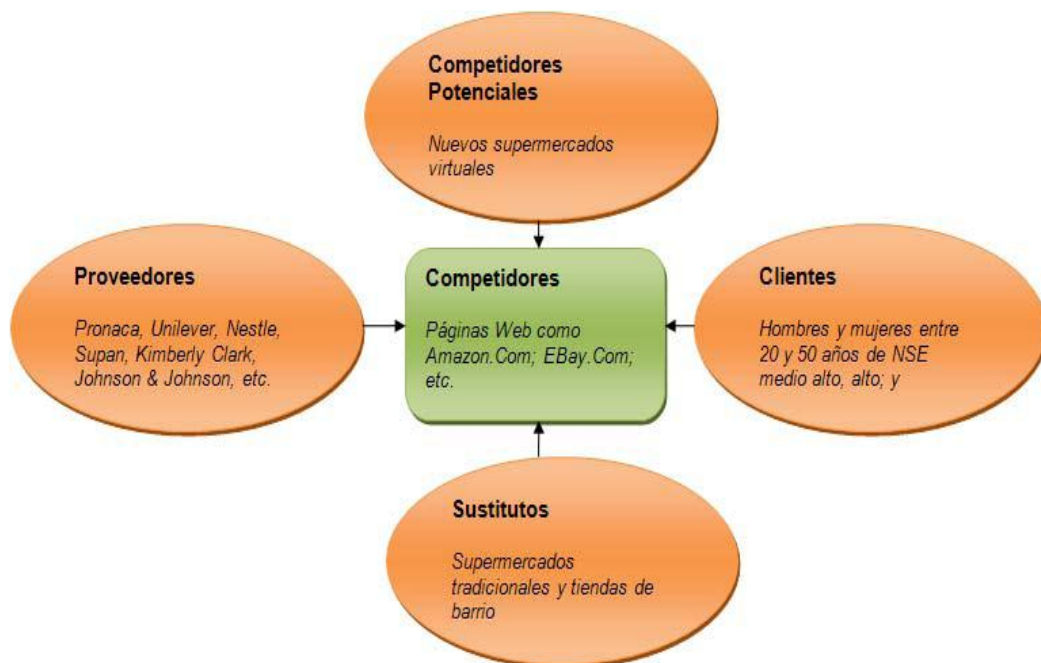 Competidores
Potenciales
Nuevos supermercados
virtuales
Proveedores
Pronaca, Unilever, Nestle,
Supan, Kimberly Clark,
Johnson & Johnson, etc.
Competidores
Páginas Web como
Amazon.Com; EBay.Com;
etc.
Clientes
Hombres y mujeres entre
20 y 50 años de NSE
medio alto, alto; y
Sustitutos
Supermercados
tradicionales y tiendas de
barrio